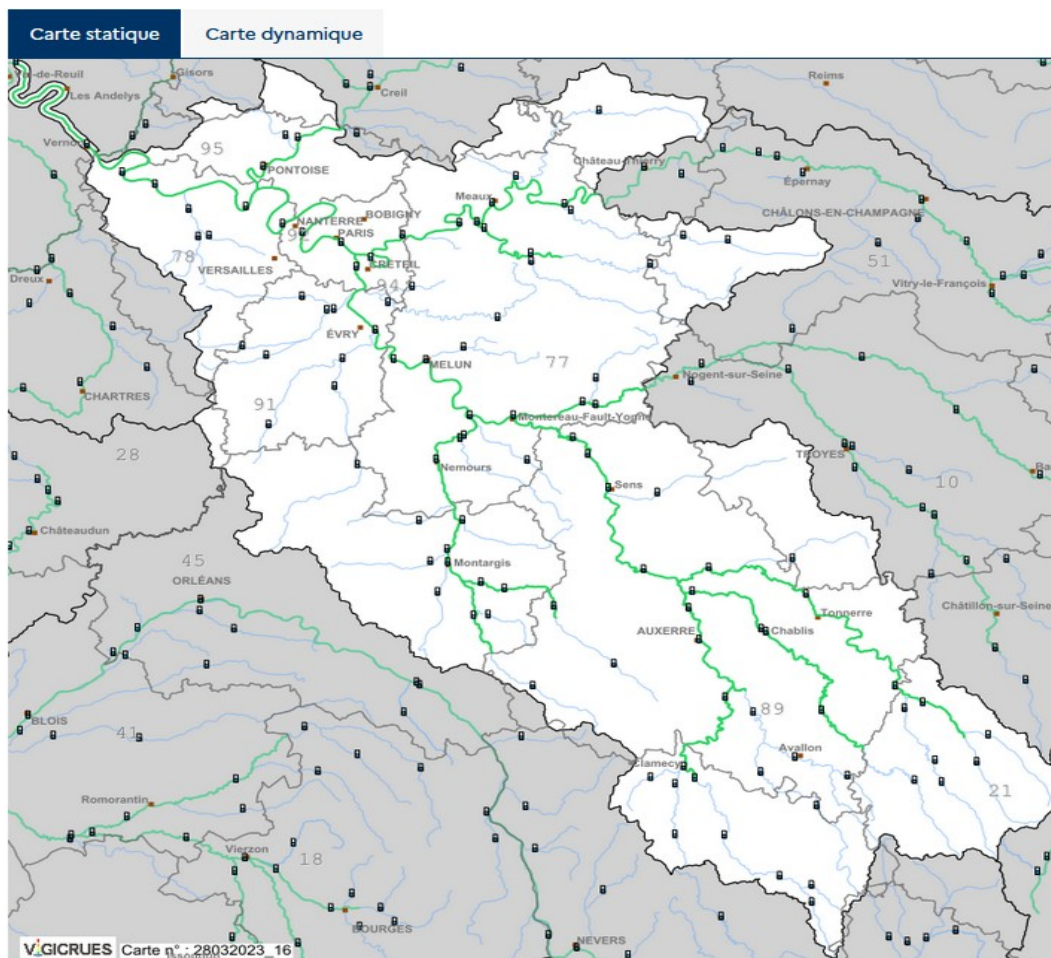 Carte statique
Carte dynamique
Gisors
Reims
Les Andelys
Creil
95
Château-Thierry
PONTOISE
Épernay
Meaux
BOBIGNY
CHÂLONS-EN-CHAMPAGNE
NANTERRE
92
PARIS
78
VERSAILLES
CRÉTEIL
51
Dreux
94
Vitry-le-François
ÉVRY
MELUN
77
Nogent-sur-Seine
CHARTRES
91
Montereau-Fault-Yonne
28
TROYES
Nemours
Sens
10
Châteaudun
45
Montargis
ORLÉANS
Châtillon-sur-Seine
Tonnerre
AUXERRE
Chablis
89
BLOIS
41
Avallon
Clamecy
21
Romorantin
Vierzon
18
BOURGES
NEVERS
VIGICRUES Carte n° : 28032023_16